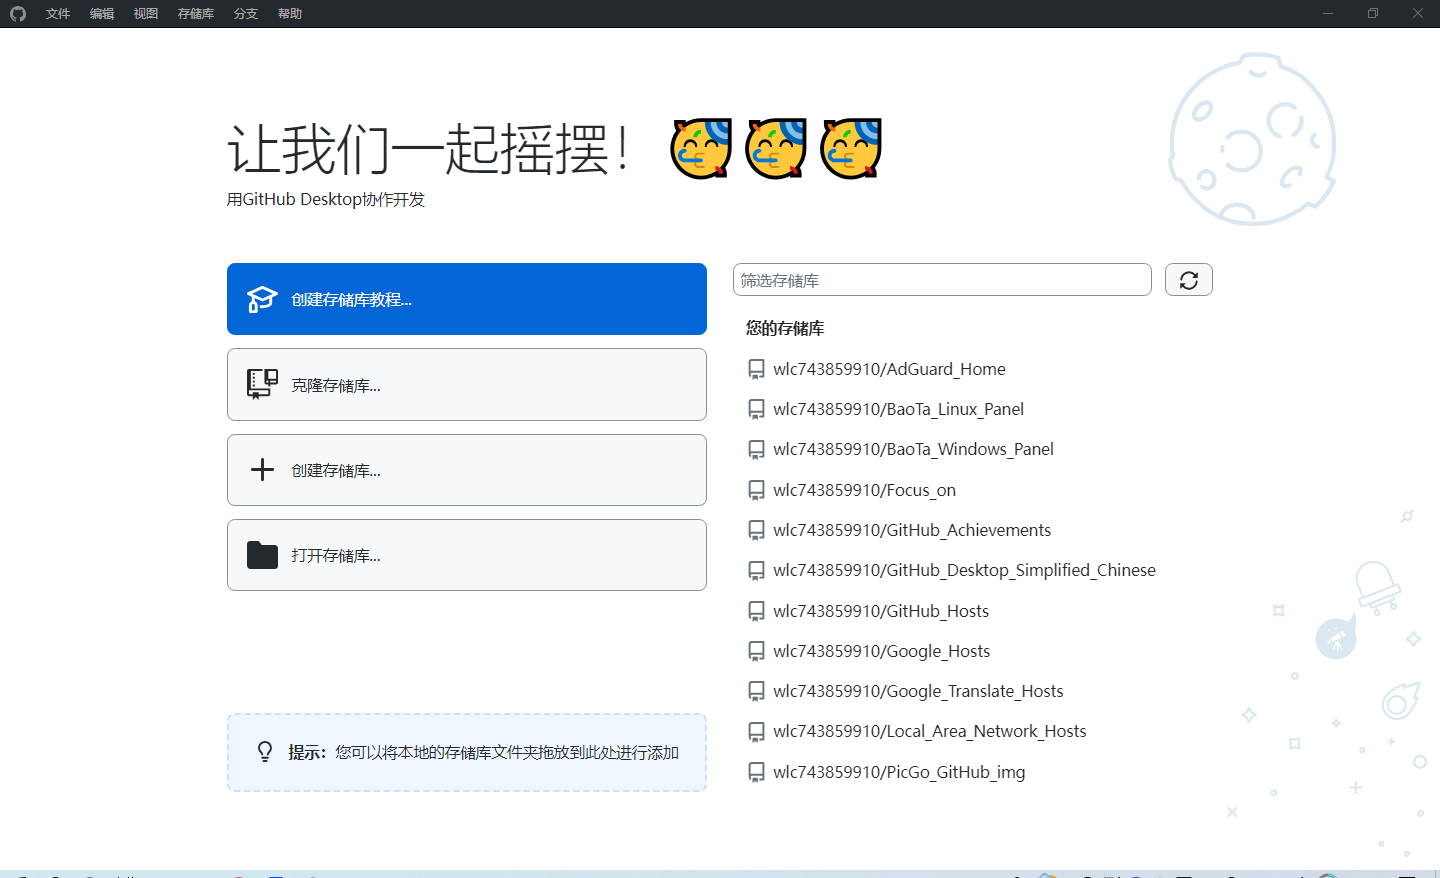 文件 编辑 视图 存储库 分支 帮助
让我们一起摇摆！🥳🥳🥳
用GitHub Desktop协作开发
创建存储库教程...
克隆存储库...
创建存储库...
打开存储库...
提示：您可以将本地的存储库文件夹拖放到此处进行添加
筛选存储库
您的存储库
wlc743859910/AdGuard_Home
wlc743859910/BaoTa_Linux_Panel
wlc743859910/BaoTa_Windows_Panel
wlc743859910/Focus_on
wlc743859910/GitHub_Achievements
wlc743859910/GitHub_Desktop_Simplified_Chinese
wlc743859910/GitHub_Hosts
wlc743859910/Google_Hosts
wlc743859910/Google_Translate_Hosts
wlc743859910/Local_Area_Network_Hosts
wlc743859910/PicGo_GitHub_img